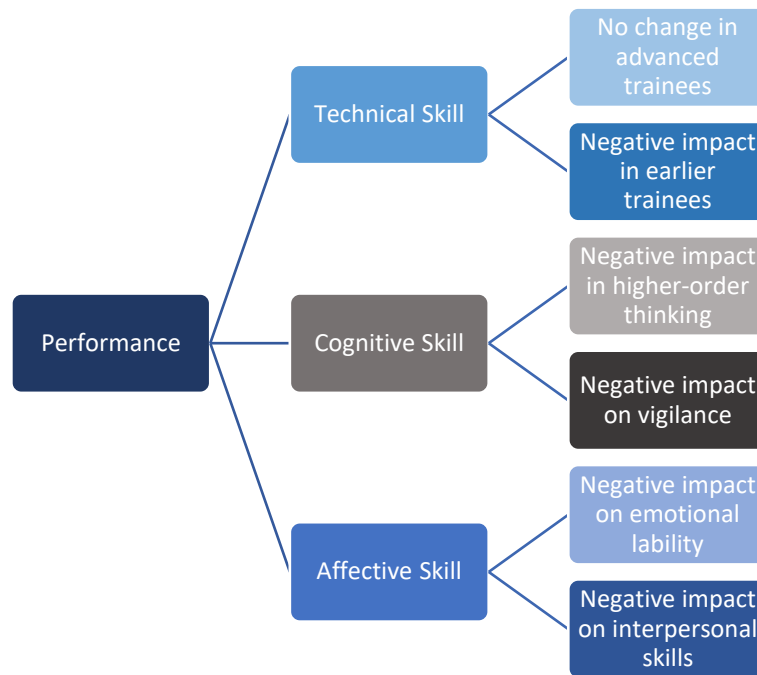 No change in
advanced
trainees
Technical Skill
Negative impact
in earlier
trainees
Negative impact
in higher-order
thinking
Performance
Cognitive Skill
Negative impact
on vigilance
Negative impact
on emotional
lability
Affective Skill
Negative impact
on interpersonal
skills